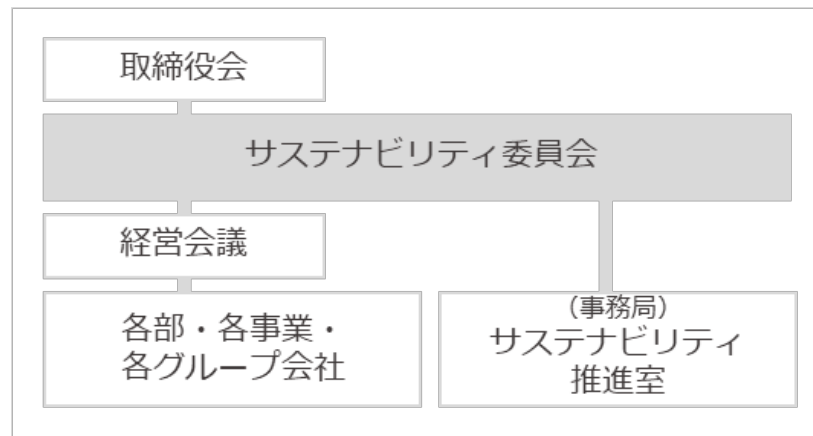 取締役会
サステナビリティ委員会
経営会議
各部・各事業・
各グループ会社
（事務局）
サステナビリティ
推進室